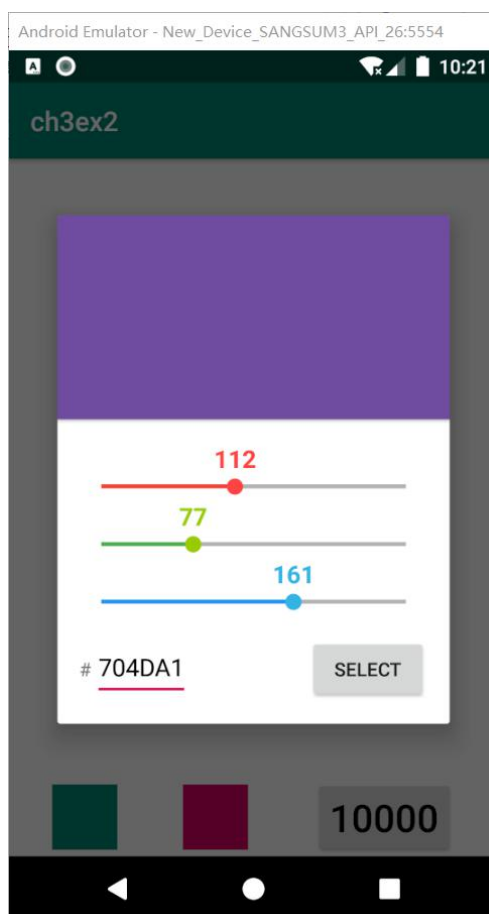 Android Emulator - New_Device_SANGSUM3_API_26:5554
A 10:21
ch3ex2
112
77
161
# 704DA1 SELECT
10000